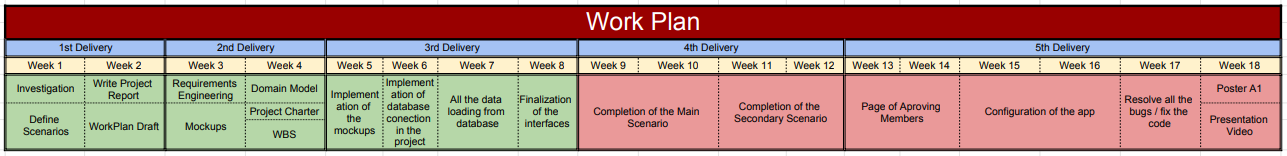 Work Plan
1st Delivery 2nd Delivery 3rd Delivery 4th Delivery 5th Delivery
Week 1 Week 2 Week 3 Week 4 Week 5 Week 6 Week 7 Week 8 Week 9 Week 10 Week 11 Week 12 Week 13 Week 14 Week 15 Week 16 Week 17 Week 18
Investigation
Define
Scenarios
Write Project
Report
WorkPlan Draft
Requirements
Engineering
Mockups
Domain Model
Project Charter
WBS
Implement
ation of
the
mockups
Implement
ation of
database
conection
in the
project
All the data
loading from
database
Finalization
of the
interfaces
Completion of the Main
Scenario
Completion of the
Secondary Scenario
Page of Aproving
Members
Configuration of the app
Resolve all the
bugs / fix the
code
Poster A1
Presentation
Video